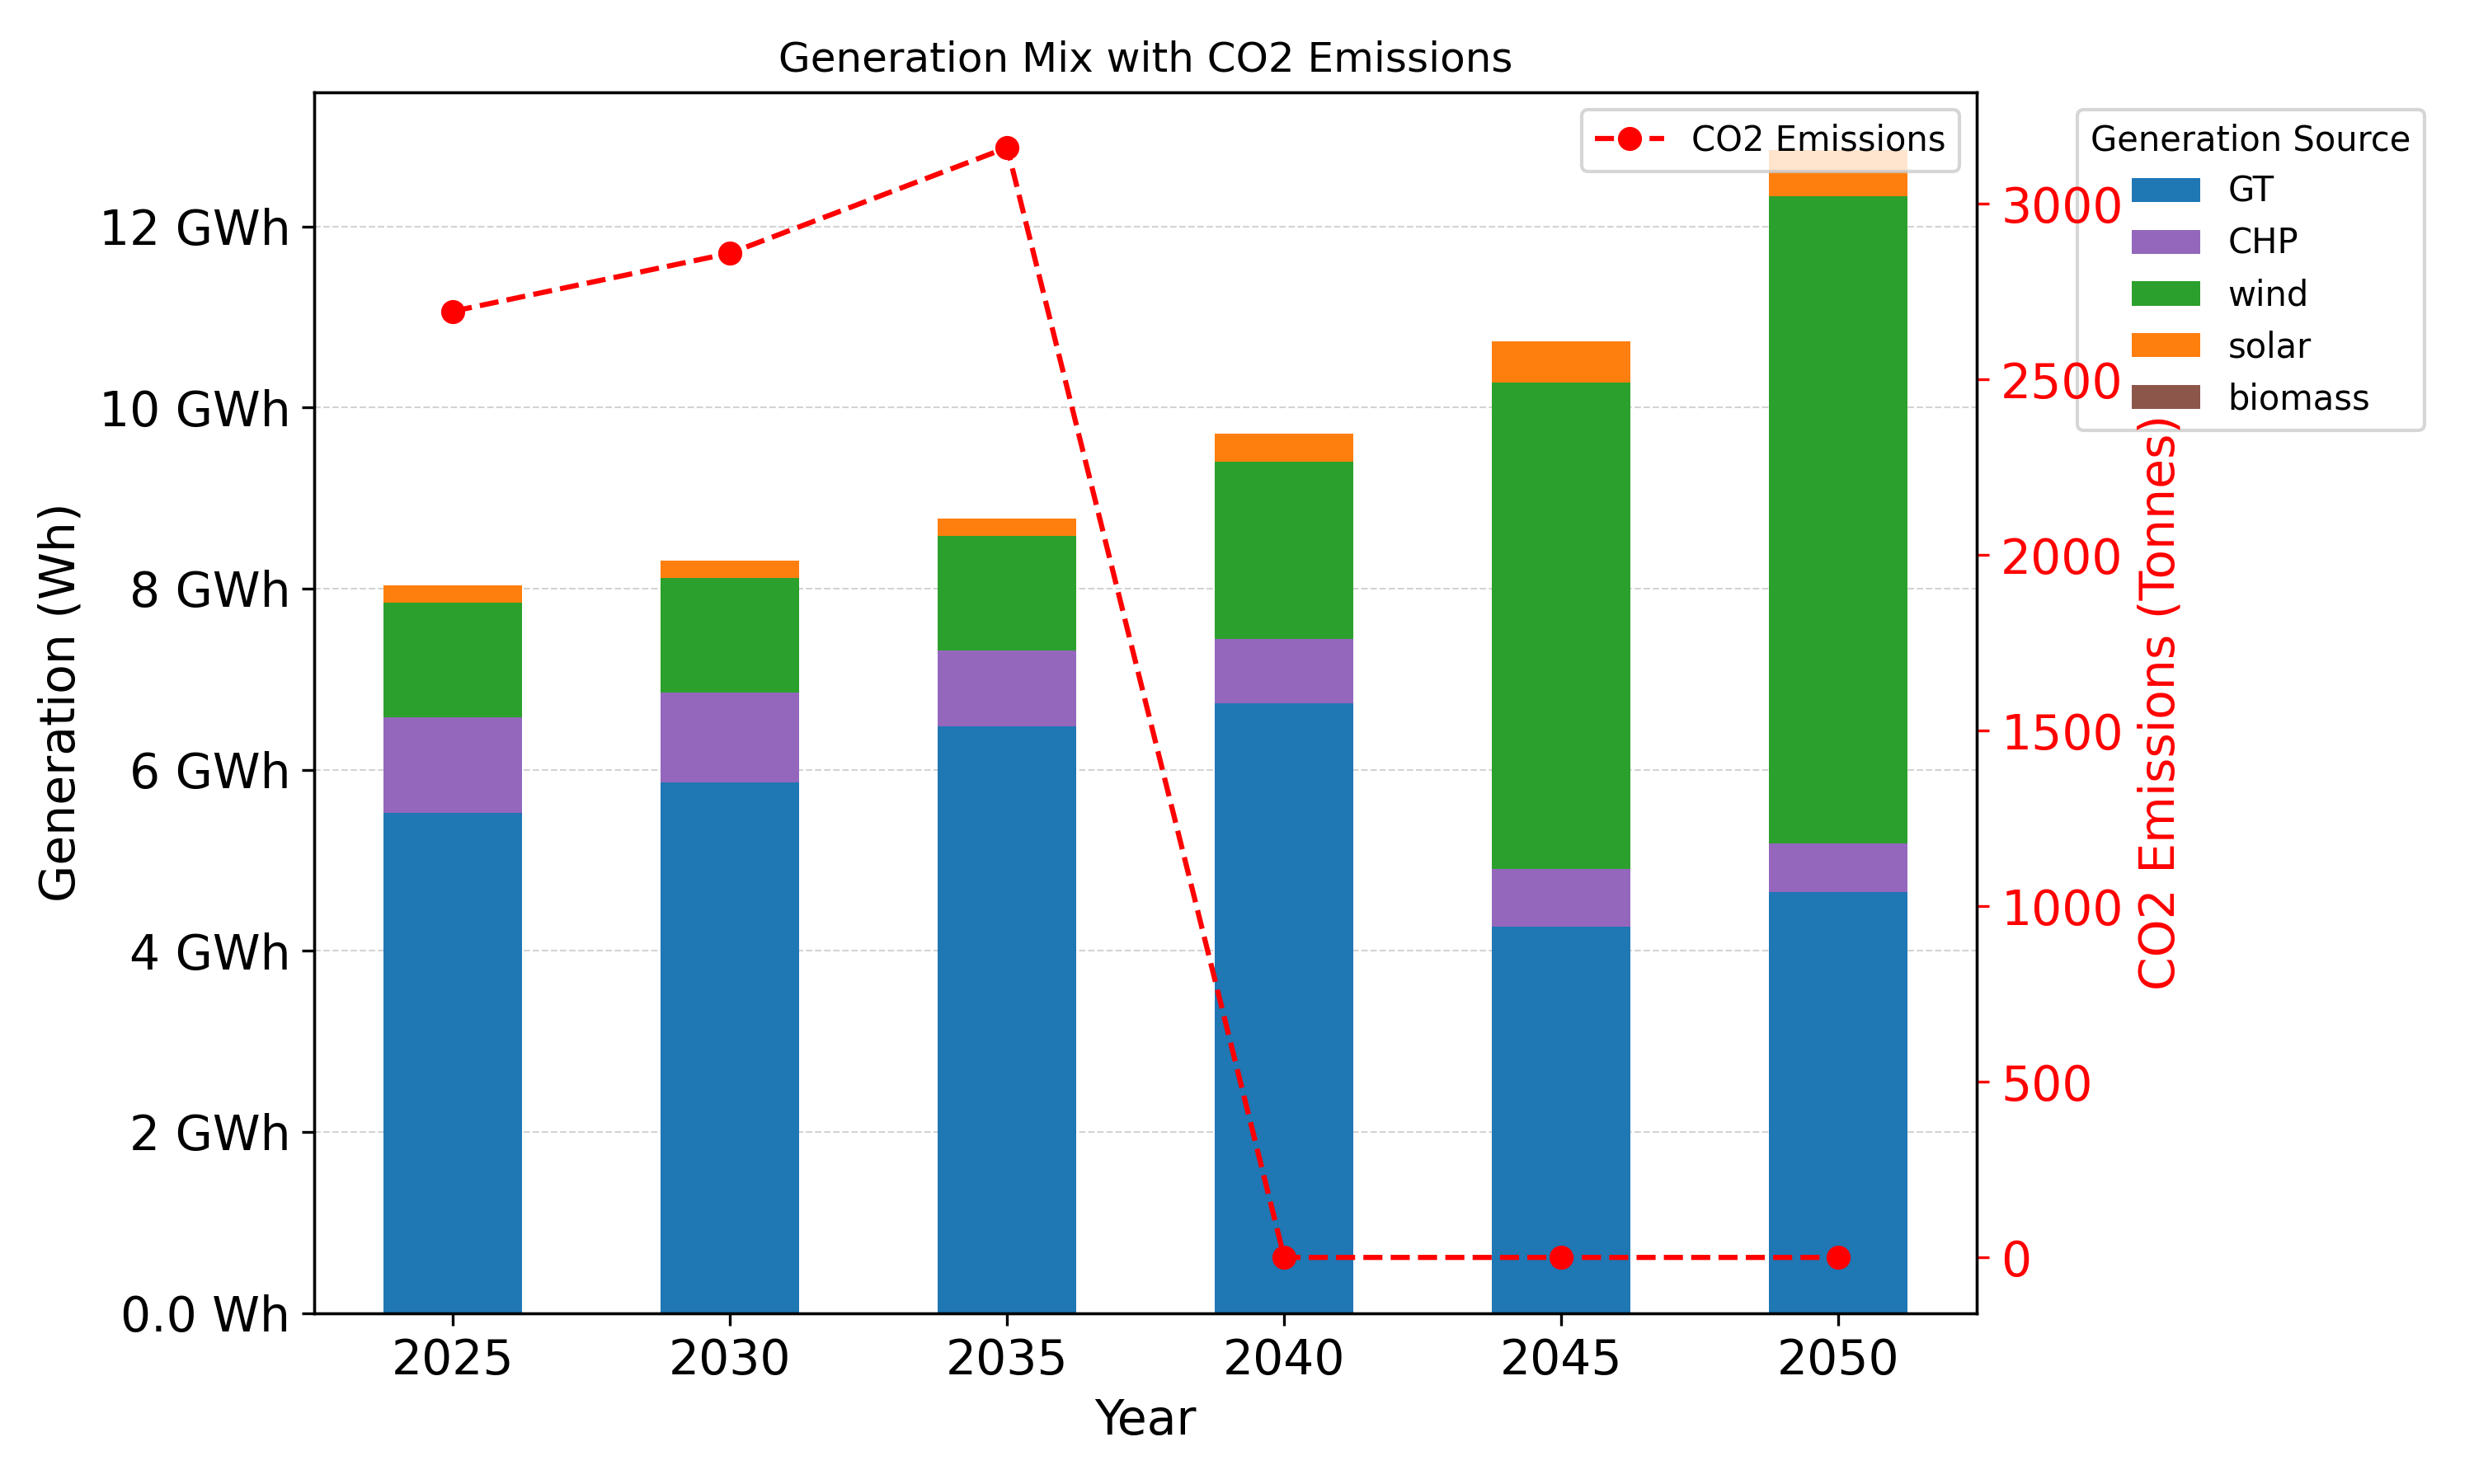 Generation Mix with CO2 Emissions
CO2 Emissions
Generation Source
GT
CHP
wind
solar
biomass
12 GWh
10 GWh
8 GWh
6 GWh
4 GWh
2 GWh
0.0 Wh
Generation (Wh)
3000
2500
2000
1500
1000
500
0
CO2 Emissions (Tonnes)
2025 2030 2035 2040 2045 2050
Year